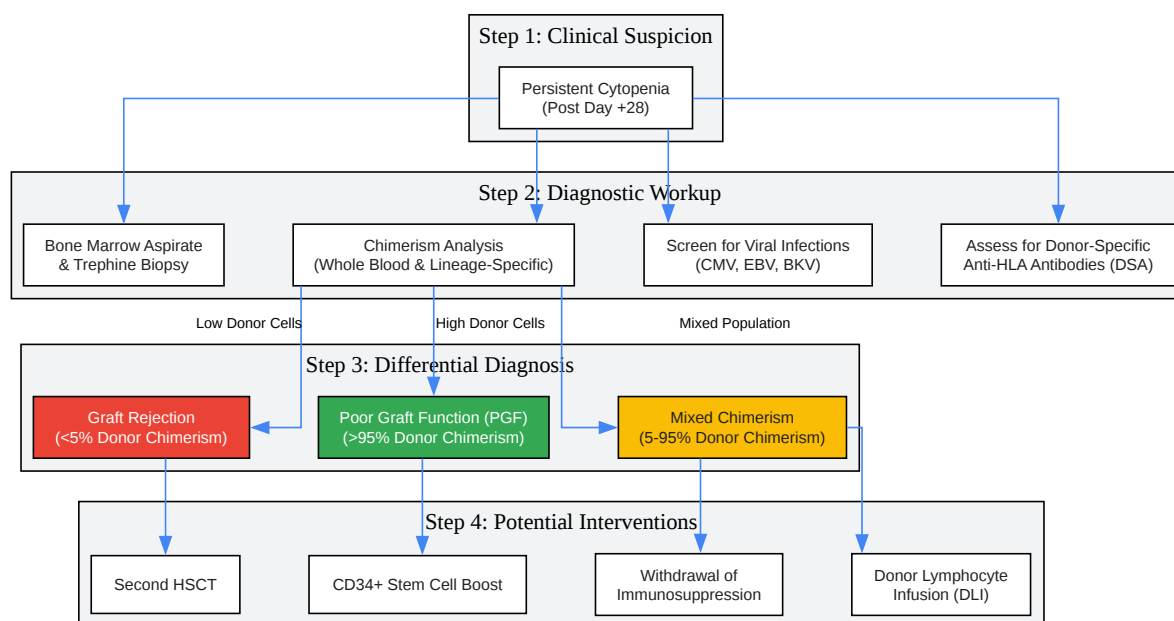 Step 1: Clinical Suspicion
Persistent Cytopenia
(Post Day +28)
Step 2: Diagnostic Workup
Bone Marrow Aspirate
& Trephine Biopsy
Chimerism Analysis
(Whole Blood & Lineage-Specific)
Screen for Viral Infections
(CMV, EBV, BKV)
Assess for Donor-Specific
Anti-HLA Antibodies (DSA)
Low Donor Cells
High Donor Cells
Mixed Population
Step 3: Differential Diagnosis
Graft Rejection
(<5% Donor Chimerism)
Poor Graft Function (PGF)
(>95% Donor Chimerism)
Mixed Chimerism
(5-95% Donor Chimerism)
Step 4: Potential Interventions
Second HSCT
CD34+ Stem Cell Boost
Withdrawal of
Immunosuppression
Donor Lymphocyte
Infusion (DLI)